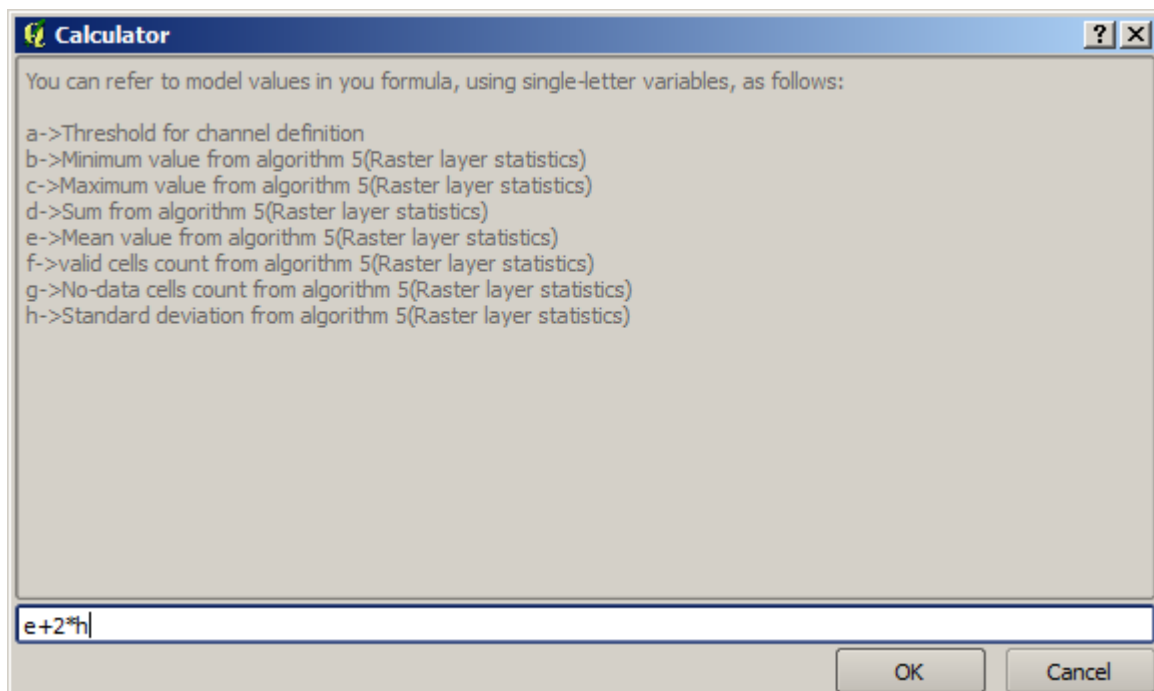 Calculator
You can refer to model values in you formula, using single-letter variables, as follows:
a->Threshold for channel definition
b->Minimum value from algorithm 5(Raster layer statistics)
c->Maximum value from algorithm 5(Raster layer statistics)
d->Sum from algorithm 5(Raster layer statistics)
e->Mean value from algorithm 5(Raster layer statistics)
f->valid cells count from algorithm 5(Raster layer statistics)
g->No-data cells count from algorithm 5(Raster layer statistics)
h->Standard deviation from algorithm 5(Raster layer statistics)
e+2*h
OK Cancel